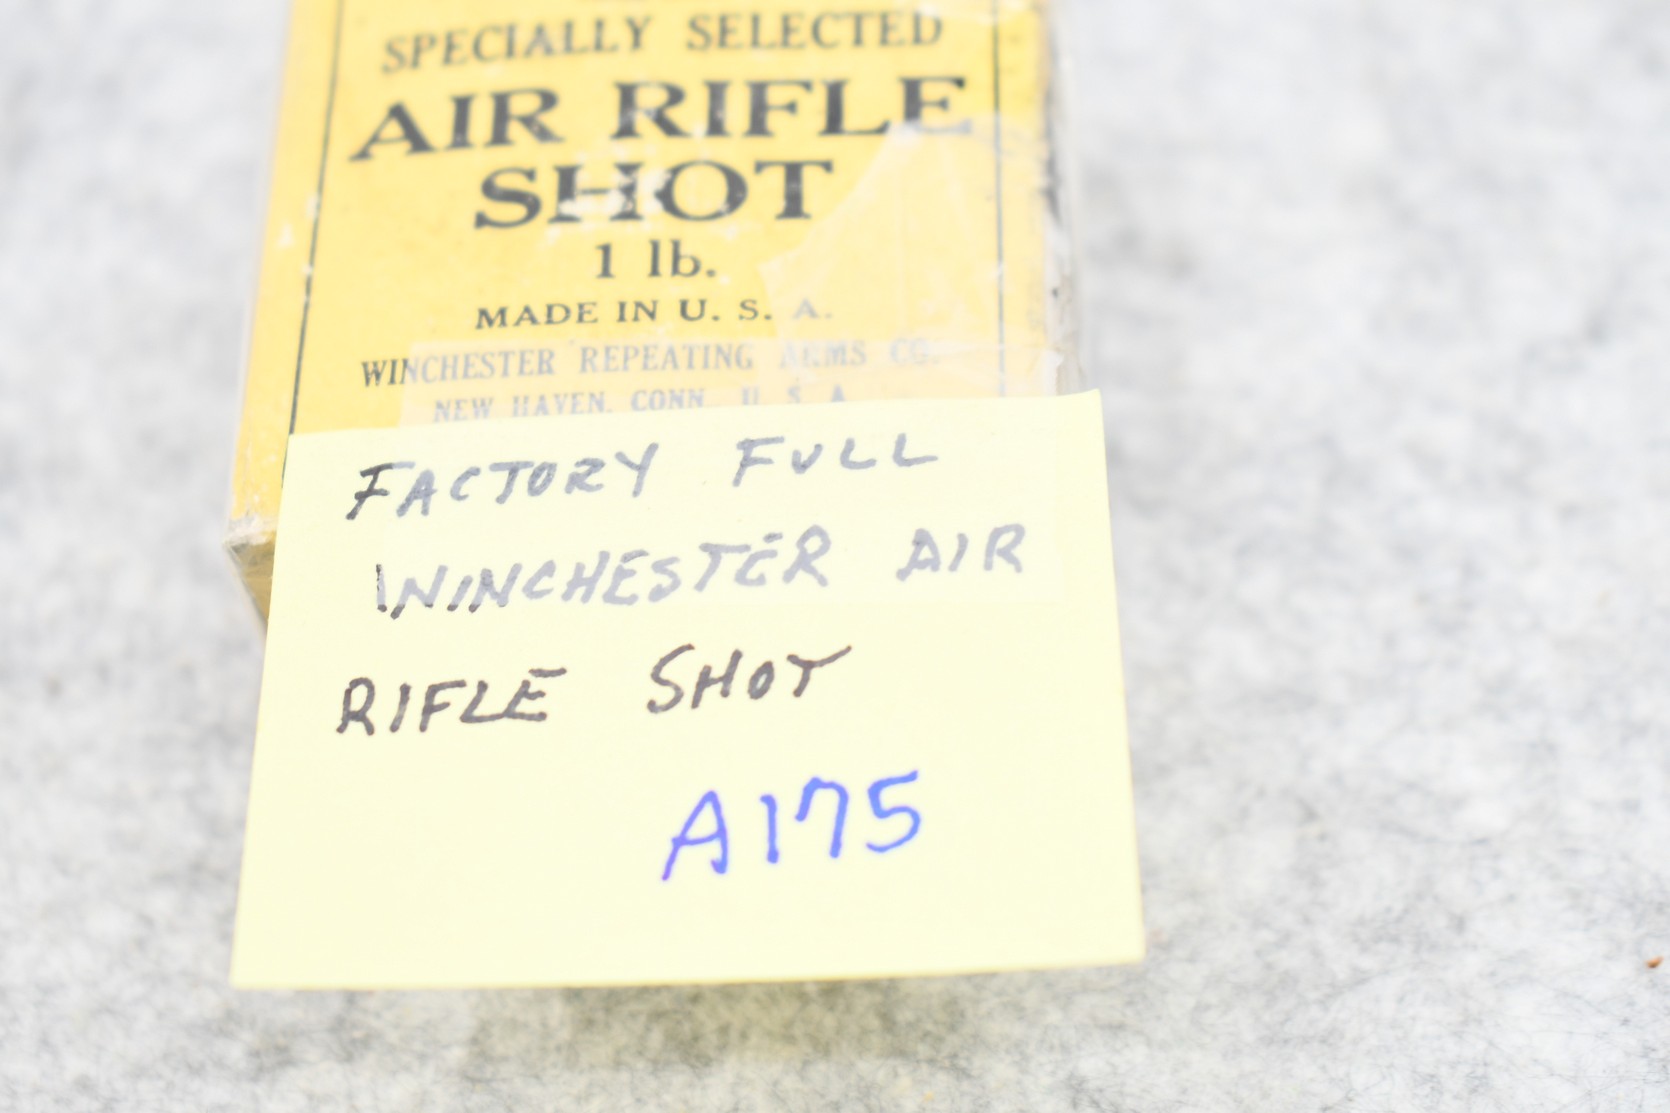 SPECIALLY SELECTED
AIR RIFLE
SHOT
1 lb.
MADE IN U. S. A.
WINCHESTER REPEATING ARMS CO.
NEW HAVEN, CONN., U. S. A.
FACTORY FULL
WINCHESTER AIR
RIFLE SHOT
A175